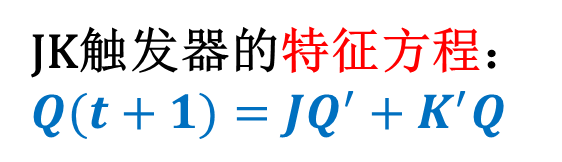 JK触发器的特征方程：
Q(t + 1) = JQ′ + K′Q